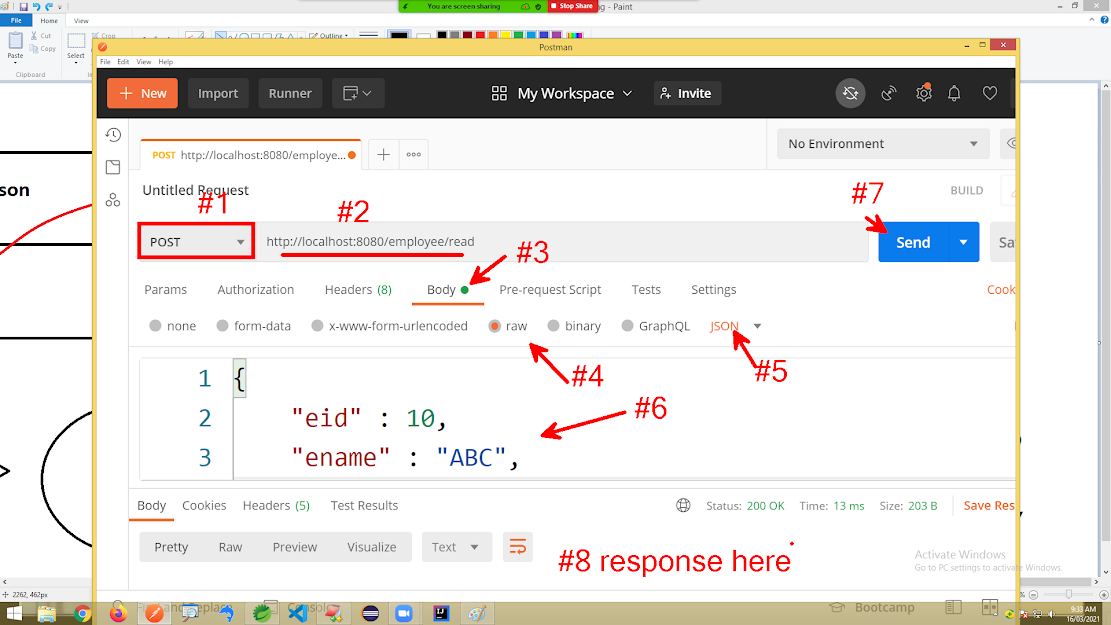 You are screen sharing
Stop Share
g - Paint
File
Home
View
Cut
Copy
Paste
Clipboard
Select
Crop
Outline
Postman
File Edit View Help
New
Import
Runner
My Workspace
Invite
POST http://localhost:8080/employe...
No Environment
Untitled Request
BUILD
son
#1
#2
#7
POST
http://localhost:8080/employee/read
Send
Sa
#3
Params
Authorization
Headers (8)
Body
Pre-request Script
Tests
Settings
Cook
none
form-data
x-www-form-urlencoded
raw
binary
GraphQL
JSON
#4
#5
1 {
2 "eid" : 10,
#6
3 "ename" : "ABC",
Body
Cookies
Headers (5)
Test Results
Status: 200 OK
Time: 13 ms
Size: 203 B
Save Res
Pretty
Raw
Preview
Visualize
Text
#8 response here
Activate Windows
Go to PC settings to activate Windows.
2262, 462px
Find and Replace
Console
Bootcamp
9:33 AM
16/03/2021